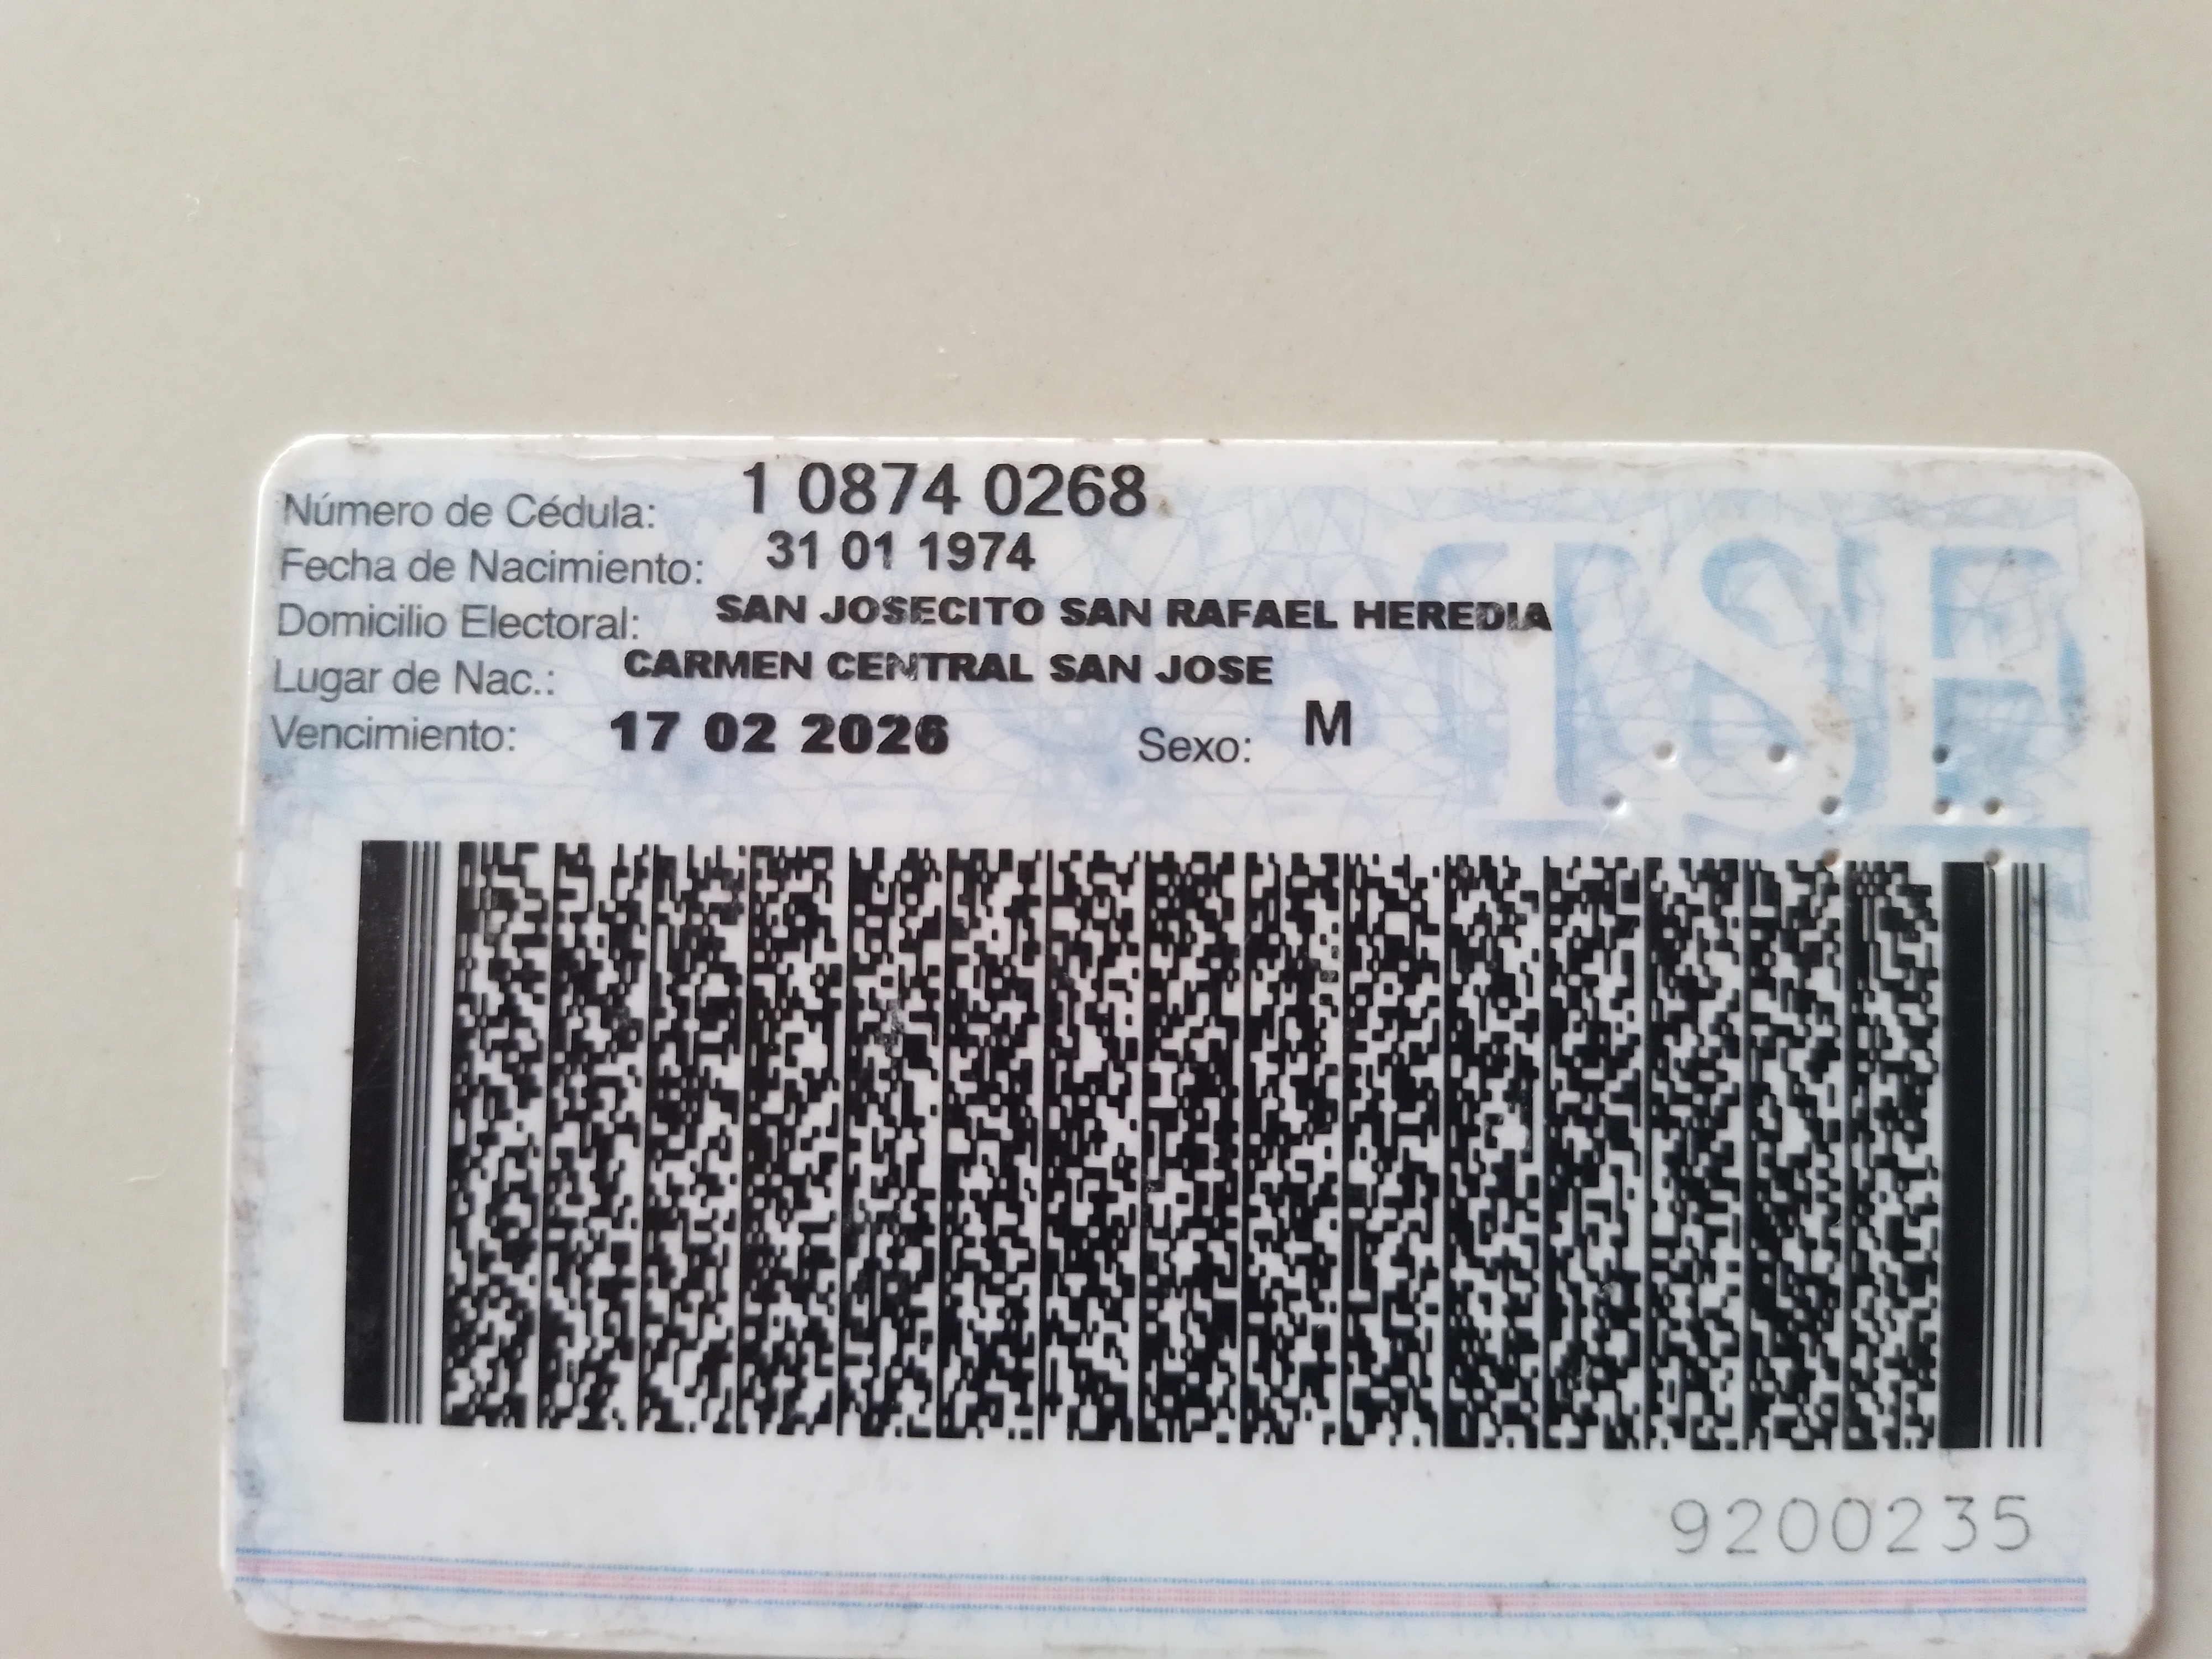 Número de Cédula: 1 0874 0268
Fecha de Nacimiento: 31 01 1974
Domicilio Electoral: SAN JOSECITO SAN RAFAEL HEREDIA
Lugar de Nac.: CARMEN CENTRAL SAN JOSE
Vencimiento: 17 02 2026 Sexo: M
TSE
9200235